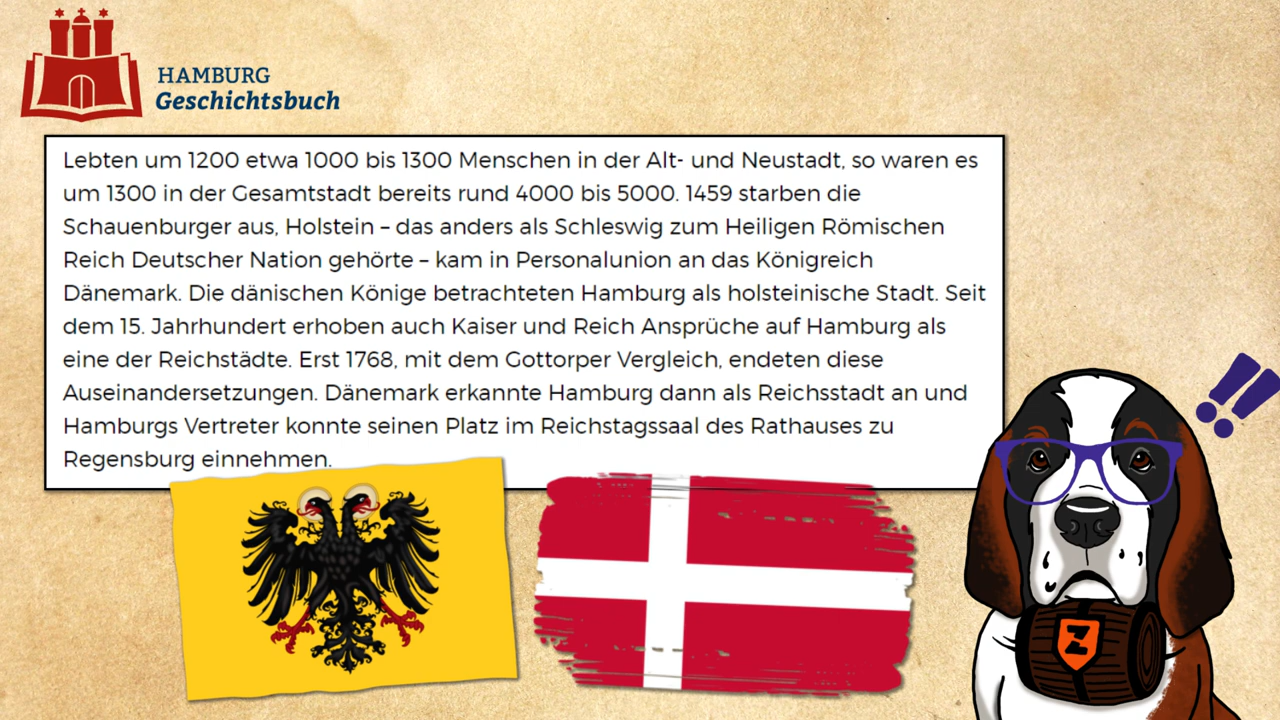 HAMBURG
Geschichtsbuch
Lebten um 1200 etwa 1000 bis 1300 Menschen in der Alt- und Neustadt, so waren es
um 1300 in der Gesamtstadt bereits rund 4000 bis 5000. 1459 starben die
Schauenburger aus, Holstein – das anders als Schleswig zum Heiligen Römischen
Reich Deutscher Nation gehörte – kam in Personalunion an das Königreich
Dänemark. Die dänischen Könige betrachteten Hamburg als holsteinische Stadt. Seit
dem 15. Jahrhundert erhoben auch Kaiser und Reich Ansprüche auf Hamburg als
eine der Reichstädte. Erst 1768, mit dem Gottorper Vergleich, endeten diese
Auseinandersetzungen. Dänemark erkannte Hamburg dann als Reichsstadt an und
Hamburgs Vertreter konnte seinen Platz im Reichstagssaal des Rathauses zu
Regensburg einnehmen.
!!
Z